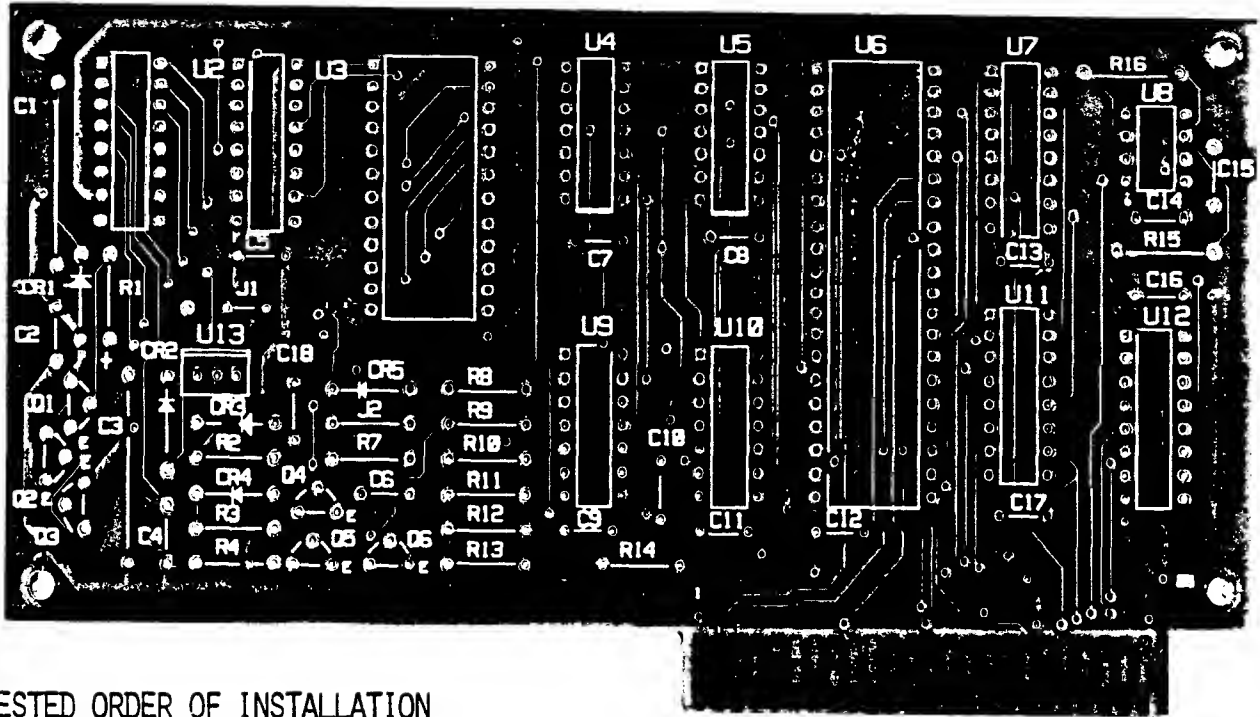 U4 U5 U6 U7 R16
U2 U3 U8
C1
C15
C14
C5 C7 C8 C13 R15
CR1 R1 J1 C16
C2 U13 U9 U10 U11 U12
CR2 C18
+ CR5 R8
Q1 CR3 J2 R9
C3 R2 R7 R10 C10
CR4 Q4 C6 R11
Q2 R3 E R12 C17
Q3 C4 Q5 Q6 C9 C11 C12
R4 E E R13 R14
1
ESTED ORDER OF INSTALLATION